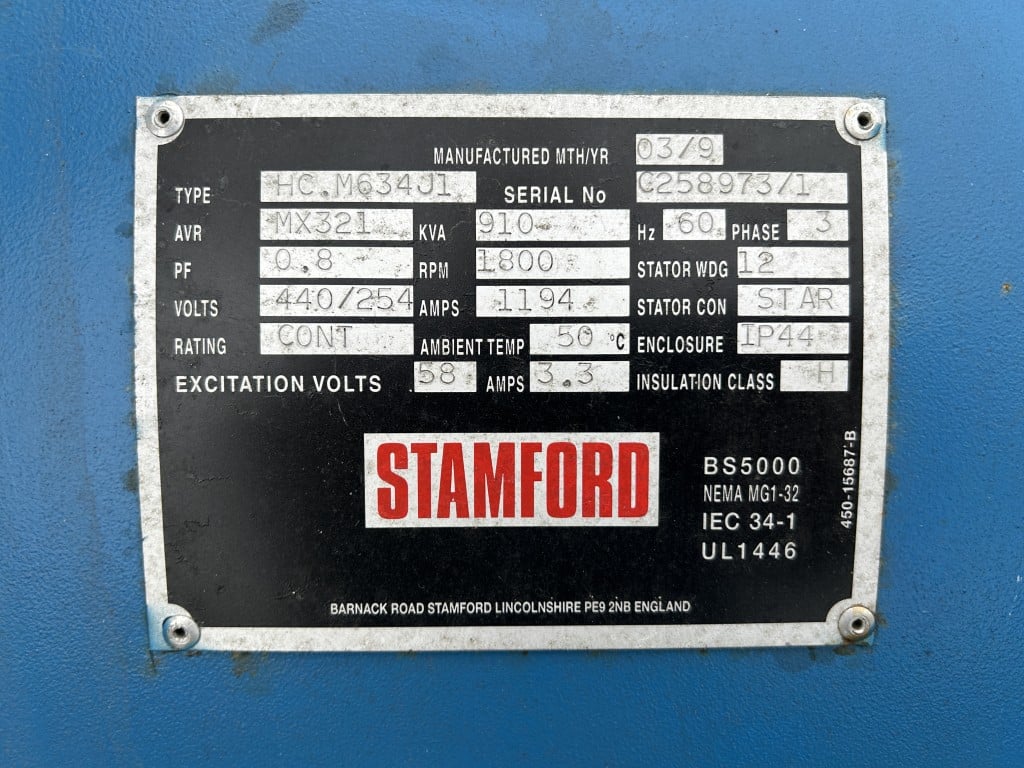 MANUFACTURED MTH/YR 03/9
TYPE HC.M634J1 SERIAL No C258973/1
AVR MX321 KVA 910 Hz 60 PHASE 3
PF 0.8 RPM 1800 STATOR WDG 12
VOLTS 440/254 AMPS 1194 STATOR CON STAR
RATING CONT AMBIENT TEMP 50 °C ENCLOSURE IP44
EXCITATION VOLTS 58 AMPS 3.3 INSULATION CLASS H
STAMFORD
BS5000
NEMA MG1-32
IEC 34-1
UL1446
450-15687-B
BARNACK ROAD STAMFORD LINCOLNSHIRE PE9 2NB ENGLAND